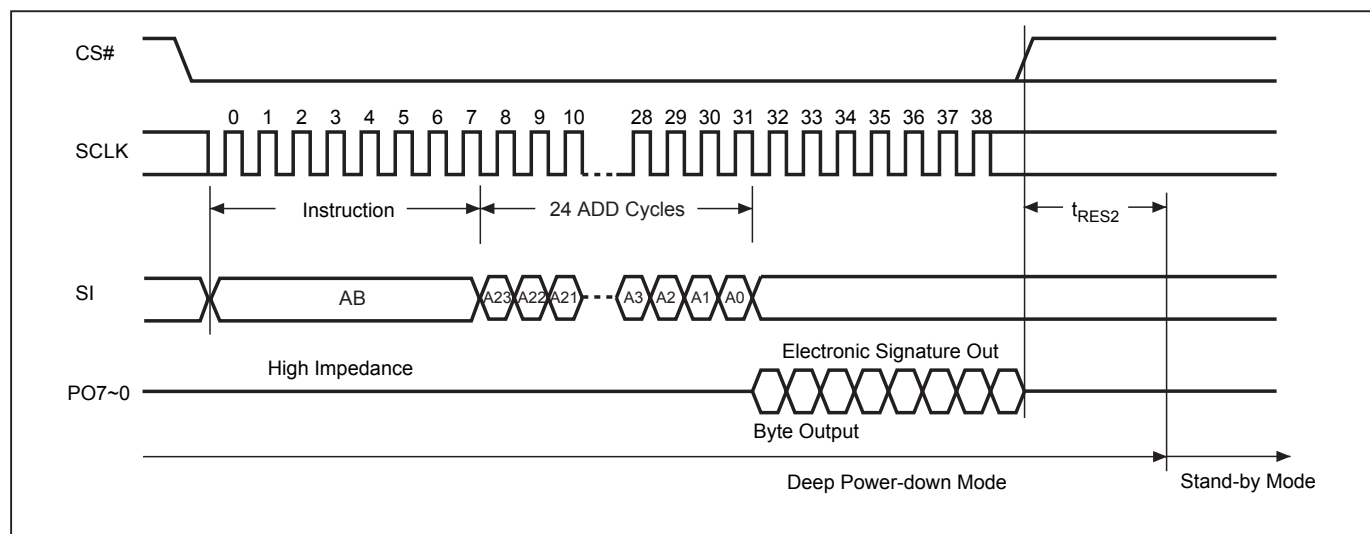 CS#
0 1 2 3 4 5 6 7 8 9 10 28 29 30 31 32 33 34 35 36 37 38
SCLK
Instruction
24 ADD Cycles
tRES2
SI
AB
A23 A22 A21 A3 A2 A1 A0
Electronic Signature Out
High Impedance
PO7~0
Byte Output
Deep Power-down Mode
Stand-by Mode